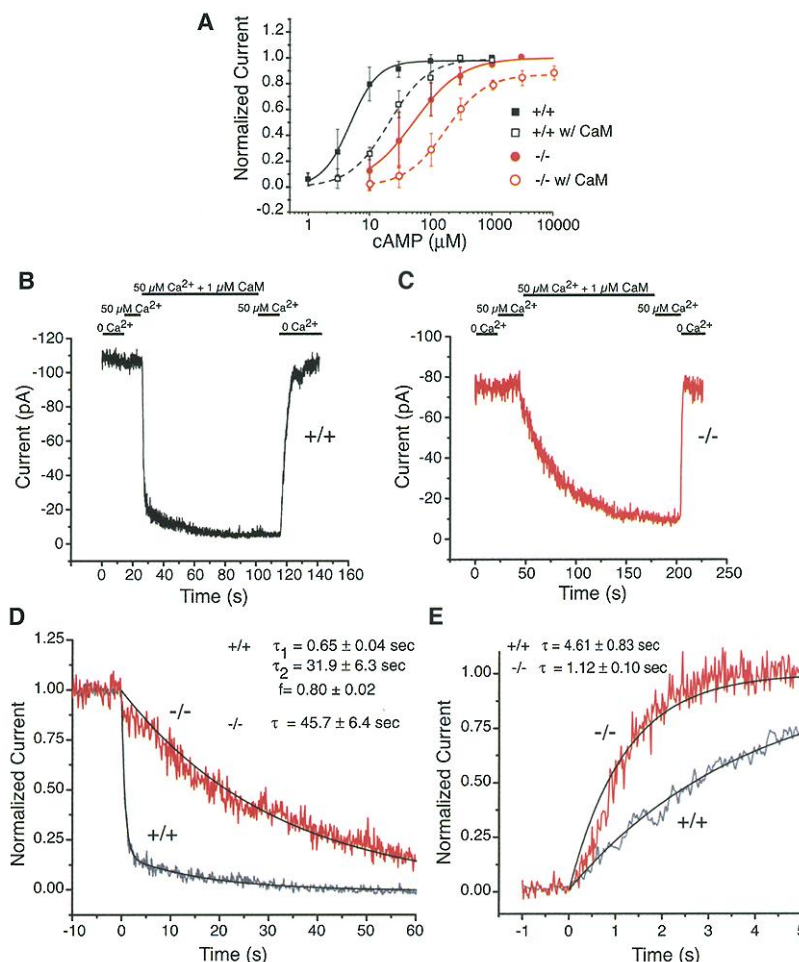 A
Normalized Current
1.0
0.8
0.6
0.4
0.2
0.0
-0.2
1 10 100 1000 10000
cAMP (μM)
+/+
+/+ w/ CaM
-/-
-/- w/ CaM
B
50 μM Ca2+ + 1 μM CaM
50 μM Ca2+ 50 μM Ca2+
0 Ca2+ 0 Ca2+
Current (pA)
-120
-100
-80
-60
-40
-20
0
+/+
0 20 40 60 80 100 120 140 160
Time (s)
C
50 μM Ca2+ + 1 μM CaM
50 μM Ca2+ 50 μM Ca2+
0 Ca2+ 0 Ca2+
Current (pA)
-100
-80
-60
-40
-20
0
-/-
0 50 100 150 200 250
Time (s)
D
Normalized Current
1.25
1.00
0.75
0.50
0.25
0.00
+/+ τ1 = 0.65 ± 0.04 sec
τ2 = 31.9 ± 6.3 sec
f= 0.80 ± 0.02
-/- τ = 45.7 ± 6.4 sec
-/-
+/+
-10 0 10 20 30 40 50 60
Time (s)
E
Normalized Current
+/+ τ = 4.61 ± 0.83 sec
-/- τ = 1.12 ± 0.10 sec
1.00
0.75
0.50
0.25
0.00
-/-
+/+
-1 0 1 2 3 4 5
Time (s)